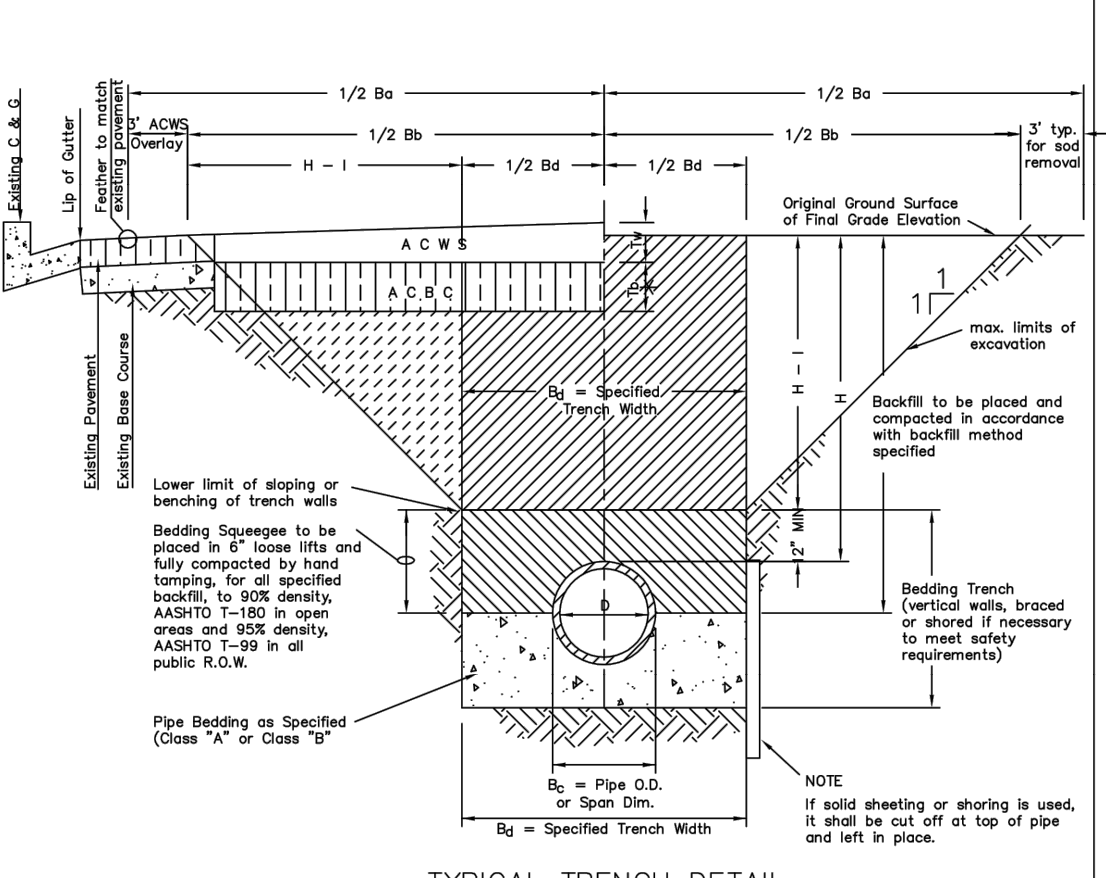 1/2 Ba
1/2 Ba
Existing C & G
Lip of Gutter
Feather to match
existing pavement
3' ACWS
Overlay
1/2 Bb
1/2 Bb
3' typ.
for sod
removal
H - I
1/2 Bd
1/2 Bd
Original Ground Surface
of Final Grade Elevation
A C W S
Tw
A C B C
Tb
1
1
max. limits of
excavation
Existing Pavement
Existing Base Course
Bd = Specified
Trench Width
H - I
H
Backfill to be placed and
compacted in accordance
with backfill method
specified
Lower limit of sloping or
benching of trench walls
Bedding Squeegee to be
placed in 6" loose lifts and
fully compacted by hand
tamping, for all specified
backfill, to 90% density,
AASHTO T-180 in open
areas and 95% density,
AASHTO T-99 in all
public R.O.W.
12" MIN
D
Bedding Trench
(vertical walls, braced
or shored if necessary
to meet safety
requirements)
Pipe Bedding as Specified
(Class "A" or Class "B"
Bc = Pipe O.D.
or Span Dim.
Bd = Specified Trench Width
NOTE
If solid sheeting or shoring is used,
it shall be cut off at top of pipe
and left in place.
TYPICAL TRENCH DETAIL